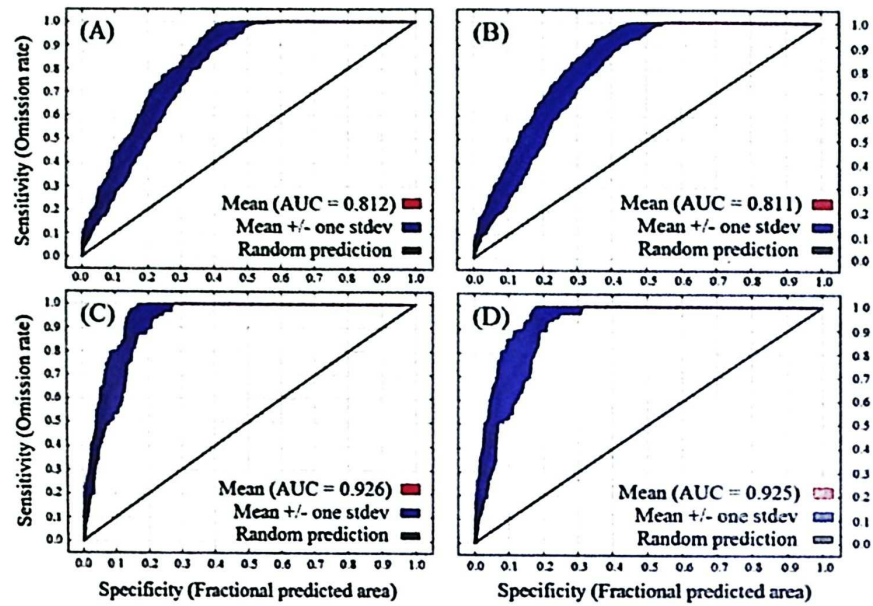 (A)
Sensitivity (Omission rate)
1.0
0.9
0.8
0.7
0.6
0.5
0.4
0.3
0.2
0.1
0.0
Mean (AUC = 0.812)
Mean +/- one stdev
Random prediction
0.0 0.1 0.2 0.3 0.4 0.5 0.6 0.7 0.8 0.9 1.0
(B)
Mean (AUC = 0.811)
Mean +/- one stdev
Random prediction
0.0 0.1 0.2 0.3 0.4 0.5 0.6 0.7 0.8 0.9 1.0
1.0
0.9
0.8
0.7
0.6
0.5
0.4
0.3
0.2
0.1
0.0
(C)
Sensitivity (Omission rate)
1.0
0.9
0.8
0.7
0.6
0.5
0.4
0.3
0.2
0.1
0.0
Mean (AUC = 0.926)
Mean +/- one stdev
Random prediction
0.0 0.1 0.2 0.3 0.4 0.5 0.6 0.7 0.8 0.9 1.0
Specificity (Fractional predicted area)
(D)
Mean (AUC = 0.925)
Mean +/- one stdev
Random prediction
1.0
0.9
0.8
0.7
0.6
0.5
0.4
0.3
0.2
0.1
0.0
0.0 0.1 0.2 0.3 0.4 0.5 0.6 0.7 0.8 0.9 1.0
Specificity (Fractional predicted area)